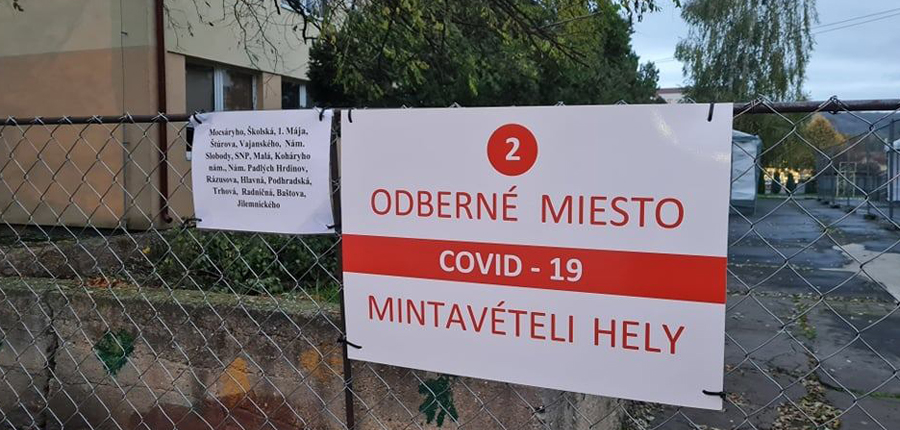 Mocsáryho, Školská, 1. Mája,
Štúrova, Vajanského, Nám.
Slobody, SNP, Malá, Koháryho
nám., Nám. Padlých Hrdinov,
Rázusova, Hlavná, Podhradská,
Trhová, Radničná, Baštova,
Jilemnického
2
ODBERNÉ MIESTO
COVID - 19
MINTAVÉTELI HELY